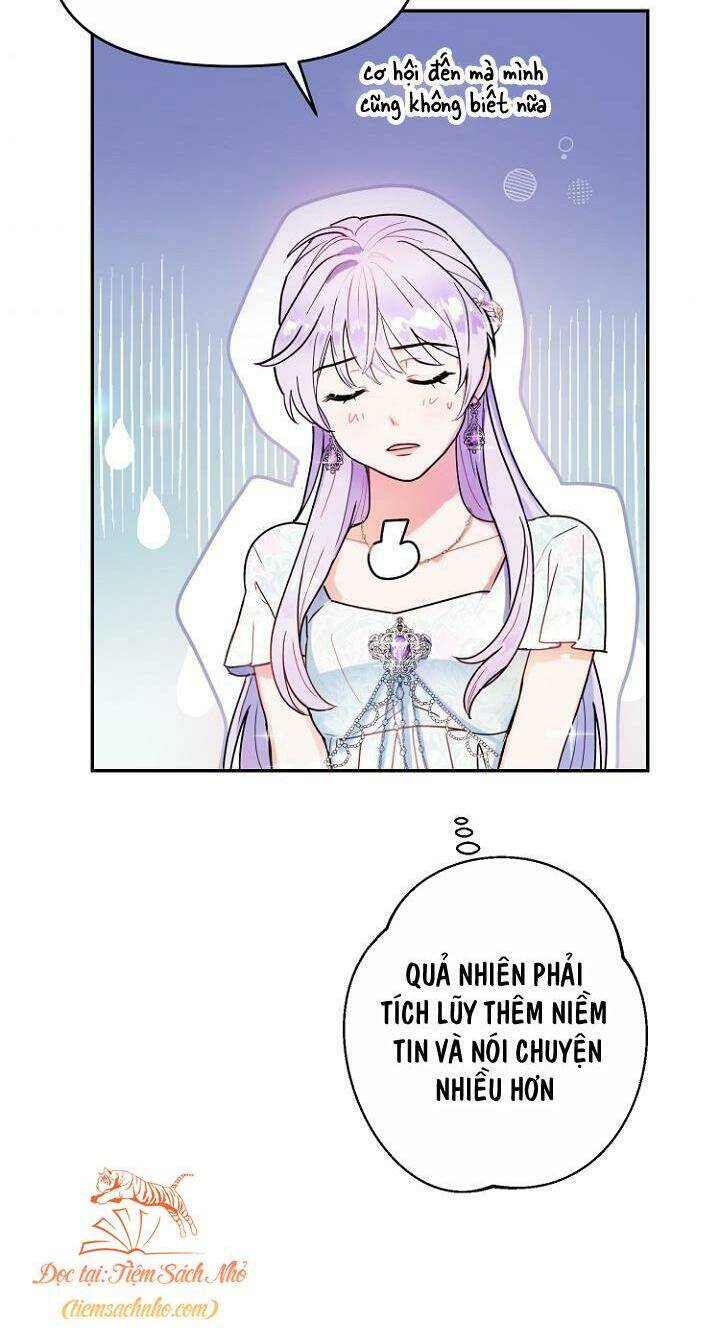 cơ hội đến mà mình
cũng không biết nữa
QUẢ NHIÊN PHẢI
TÍCH LŨY THÊM NIỀM
TIN VÀ NÓI CHUYỆN
NHIỀU HƠN
Đọc tại: Tiệm Sách Nhỏ
(tiemsachnho.com)